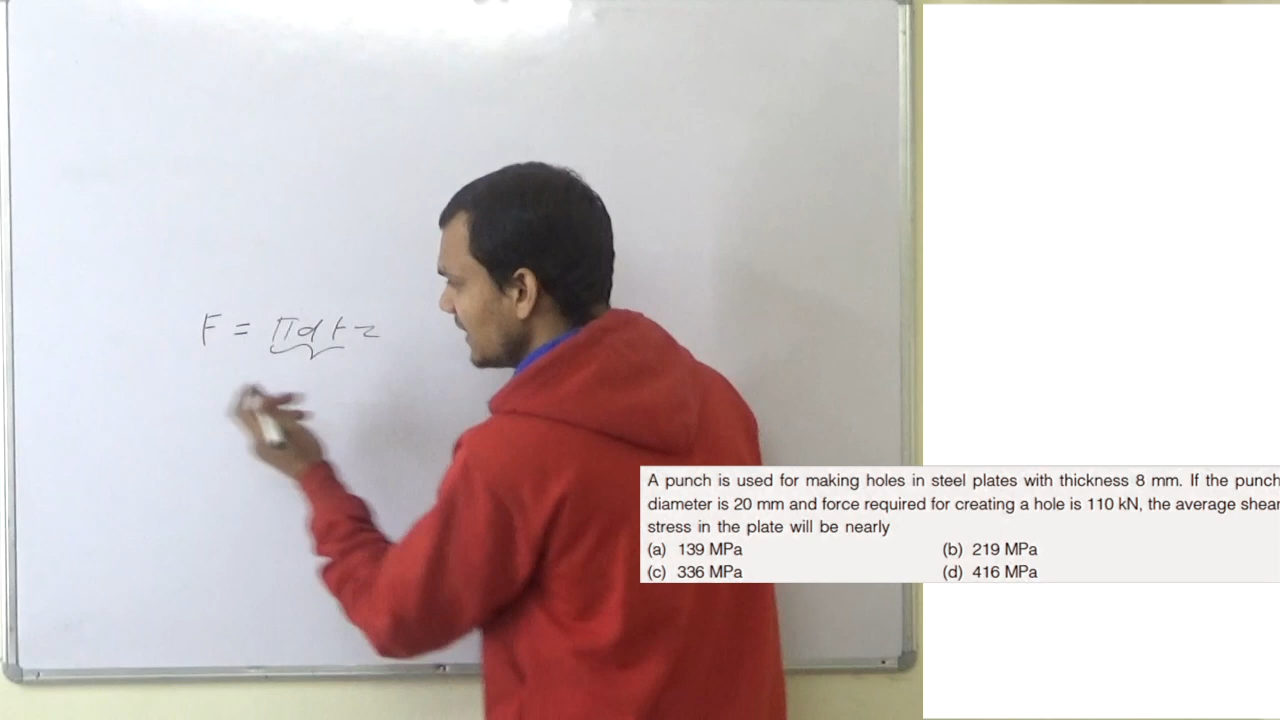 F = πdtτ
A punch is used for making holes in steel plates with thickness 8 mm. If the punch
diameter is 20 mm and force required for creating a hole is 110 kN, the average shear
stress in the plate will be nearly
(a) 139 MPa (b) 219 MPa
(c) 336 MPa (d) 416 MPa